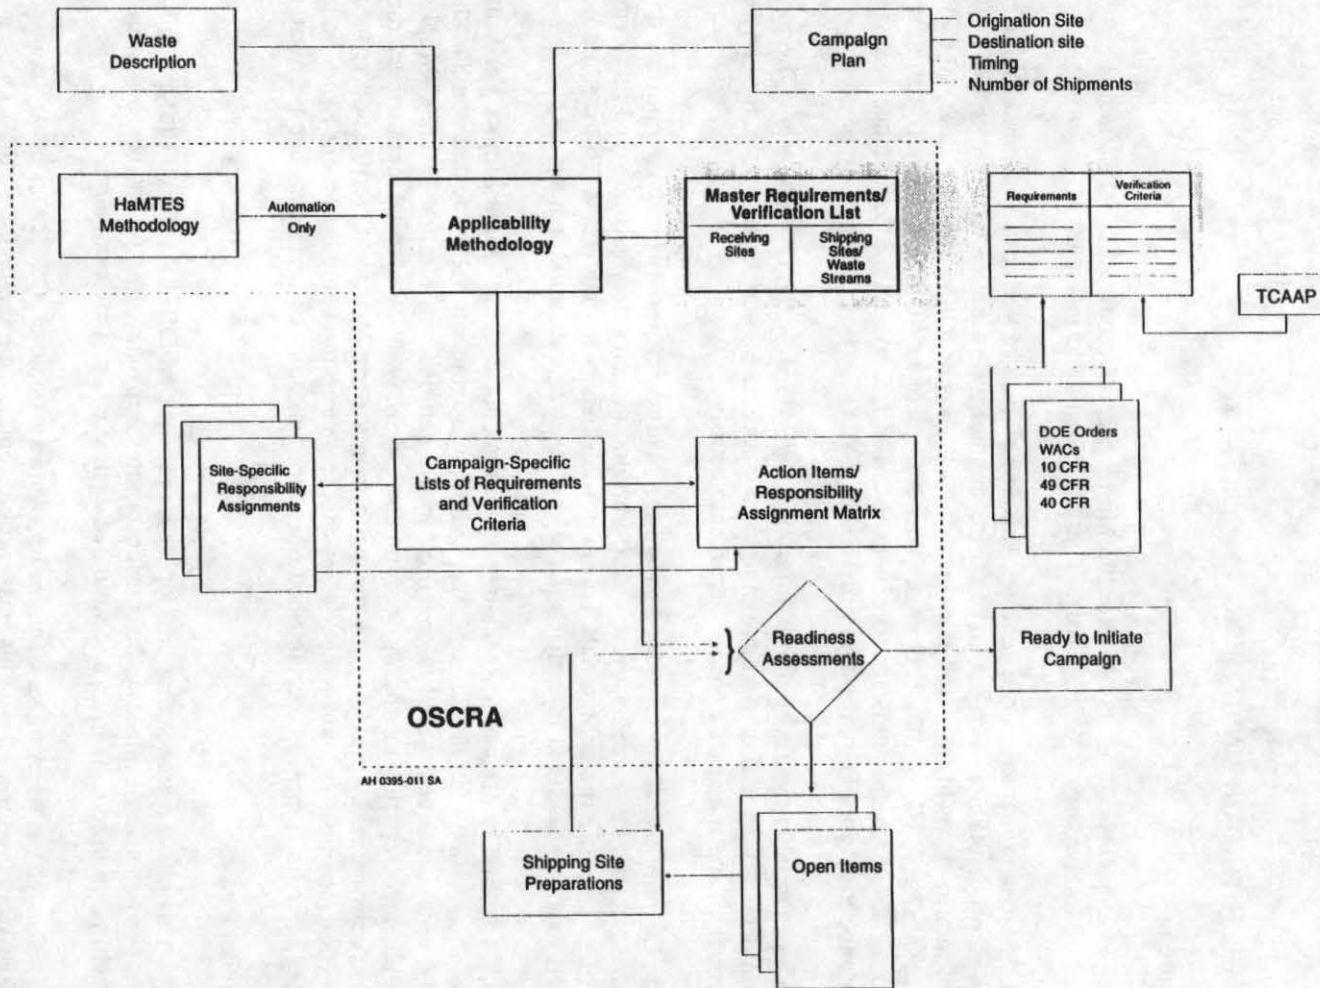 Waste
Description
Campaign
Plan
Origination Site
Destination site
Timing
Number of Shipments
HaMTES
Methodology
Automation
Only
Applicability
Methodology
Master Requirements/
Verification List
Receiving
Sites
Shipping
Sites/
Waste
Streams
Requirements
Verification
Criteria
TCAAP
DOE Orders
WACs
10 CFR
49 CFR
40 CFR
Site-Specific
Responsibility
Assignments
Campaign-Specific
Lists of Requirements
and Verification
Criteria
Action Items/
Responsibility
Assignment Matrix
}
Readiness
Assessments
Ready to Initiate
Campaign
OSCRA
AH 0395-011 SA
Shipping Site
Preparations
Open Items